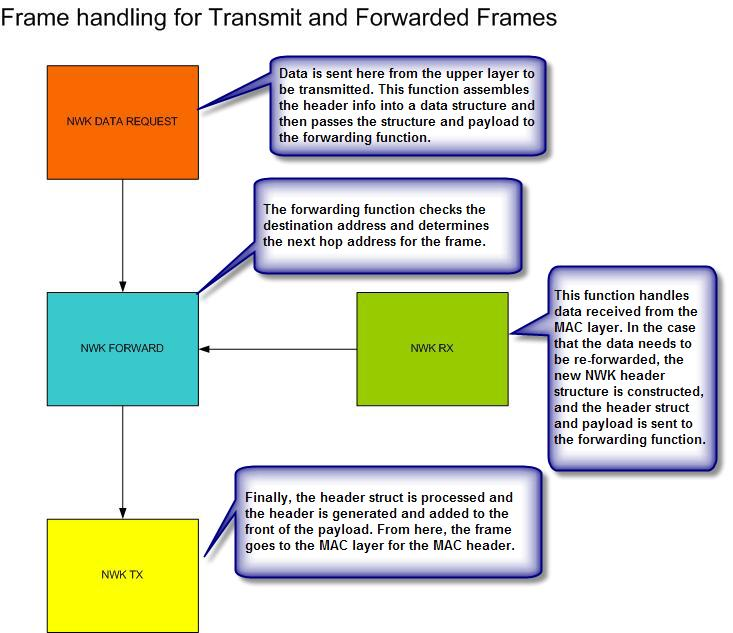 Frame handling for Transmit and Forwarded Frames
NWK DATA REQUEST
Data is sent here from the upper layer to
be transmitted. This function assembles
the header info into a data structure and
then passes the structure and payload to
the forwarding function.
The forwarding function checks the
destination address and determines
the next hop address for the frame.
NWK FORWARD
NWK RX
This function handles
data received from the
MAC layer. In the case
that the data needs to
be re-forwarded, the
new NWK header
structure is constructed,
and the header struct
and payload is sent to
the forwarding function.
Finally, the header struct is processed and
the header is generated and added to the
front of the payload. From here, the frame
goes to the MAC layer for the MAC header.
NWK TX